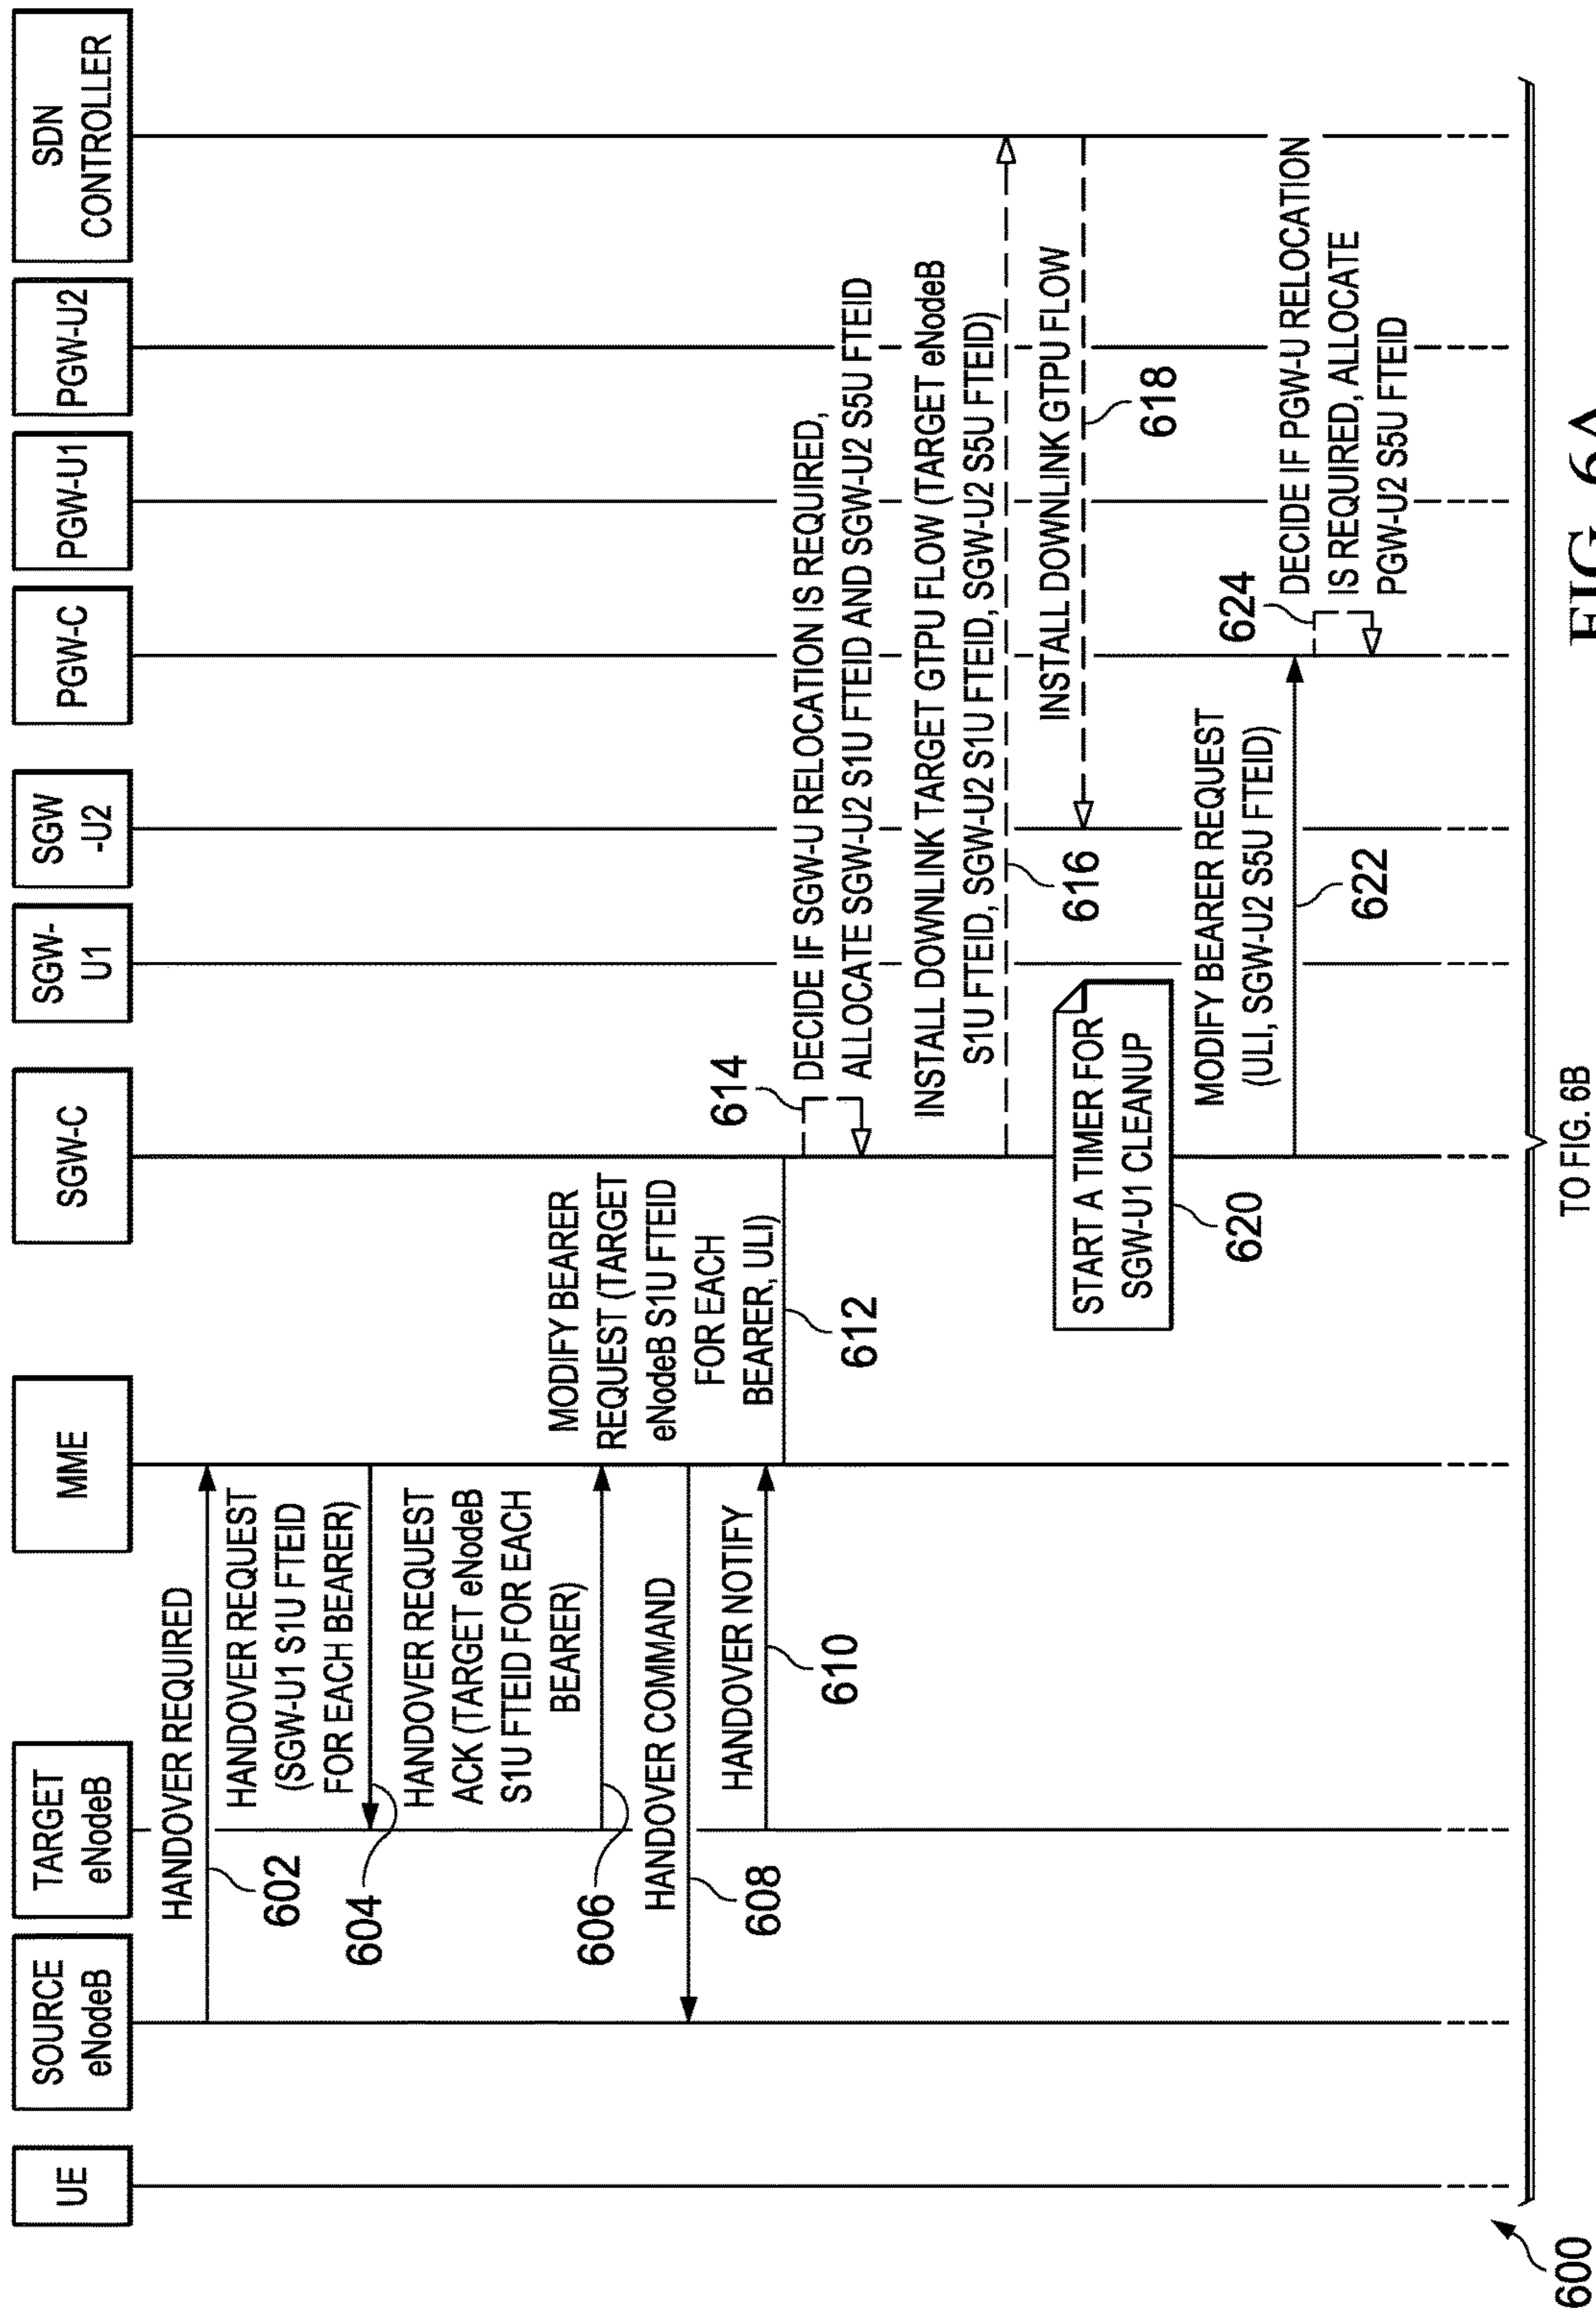 UE
SOURCE
eNodeB
TARGET
eNodeB
MME
SGW-C
SGW-
U1
SGW
-U2
PGW-C
PGW-U1
PGW-U2
SDN
CONTROLLER
HANDOVER REQUIRED
602
HANDOVER REQUEST
(SGW-U1 S1U FTEID
FOR EACH BEARER)
604
HANDOVER REQUEST
ACK (TARGET eNodeB
S1U FTEID FOR EACH
BEARER)
606
HANDOVER COMMAND
608
HANDOVER NOTIFY
610
MODIFY BEARER
REQUEST (TARGET
eNodeB S1U FTEID
FOR EACH
BEARER, ULI)
612
614
DECIDE IF SGW-U RELOCATION IS REQUIRED,
ALLOCATE SGW-U2 S1U FTEID AND SGW-U2 S5U FTEID
INSTALL DOWNLINK TARGET GTPU FLOW (TARGET eNodeB
S1U FTEID, SGW-U2 S1U FTEID, SGW-U2 S5U FTEID)
616
INSTALL DOWNLINK GTPU FLOW
618
START A TIMER FOR
SGW-U1 CLEANUP
620
MODIFY BEARER REQUEST
(ULI, SGW-U2 S5U FTEID)
622
624
DECIDE IF PGW-U RELOCATION
IS REQUIRED, ALLOCATE
PGW-U2 S5U FTEID
600
TO FIG. 6B